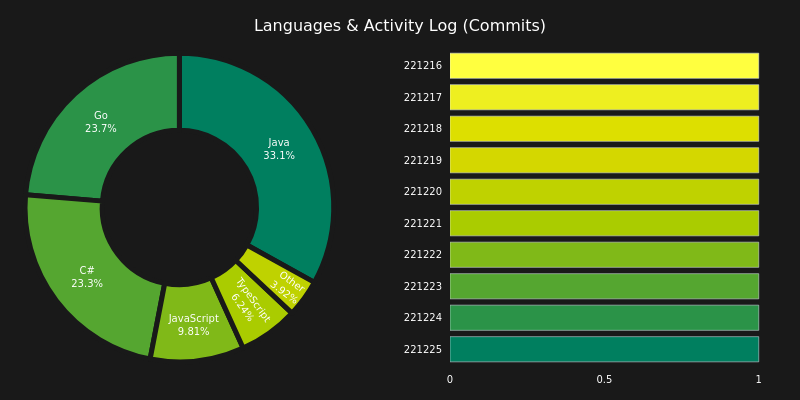 Languages & Activity Log (Commits)
Java
33.1%
Go
23.7%
C#
23.3%
JavaScript
9.81%
TypeScript
6.24%
Other
3.92%
221216
221217
221218
221219
221220
221221
221222
221223
221224
221225
0
0.5
1